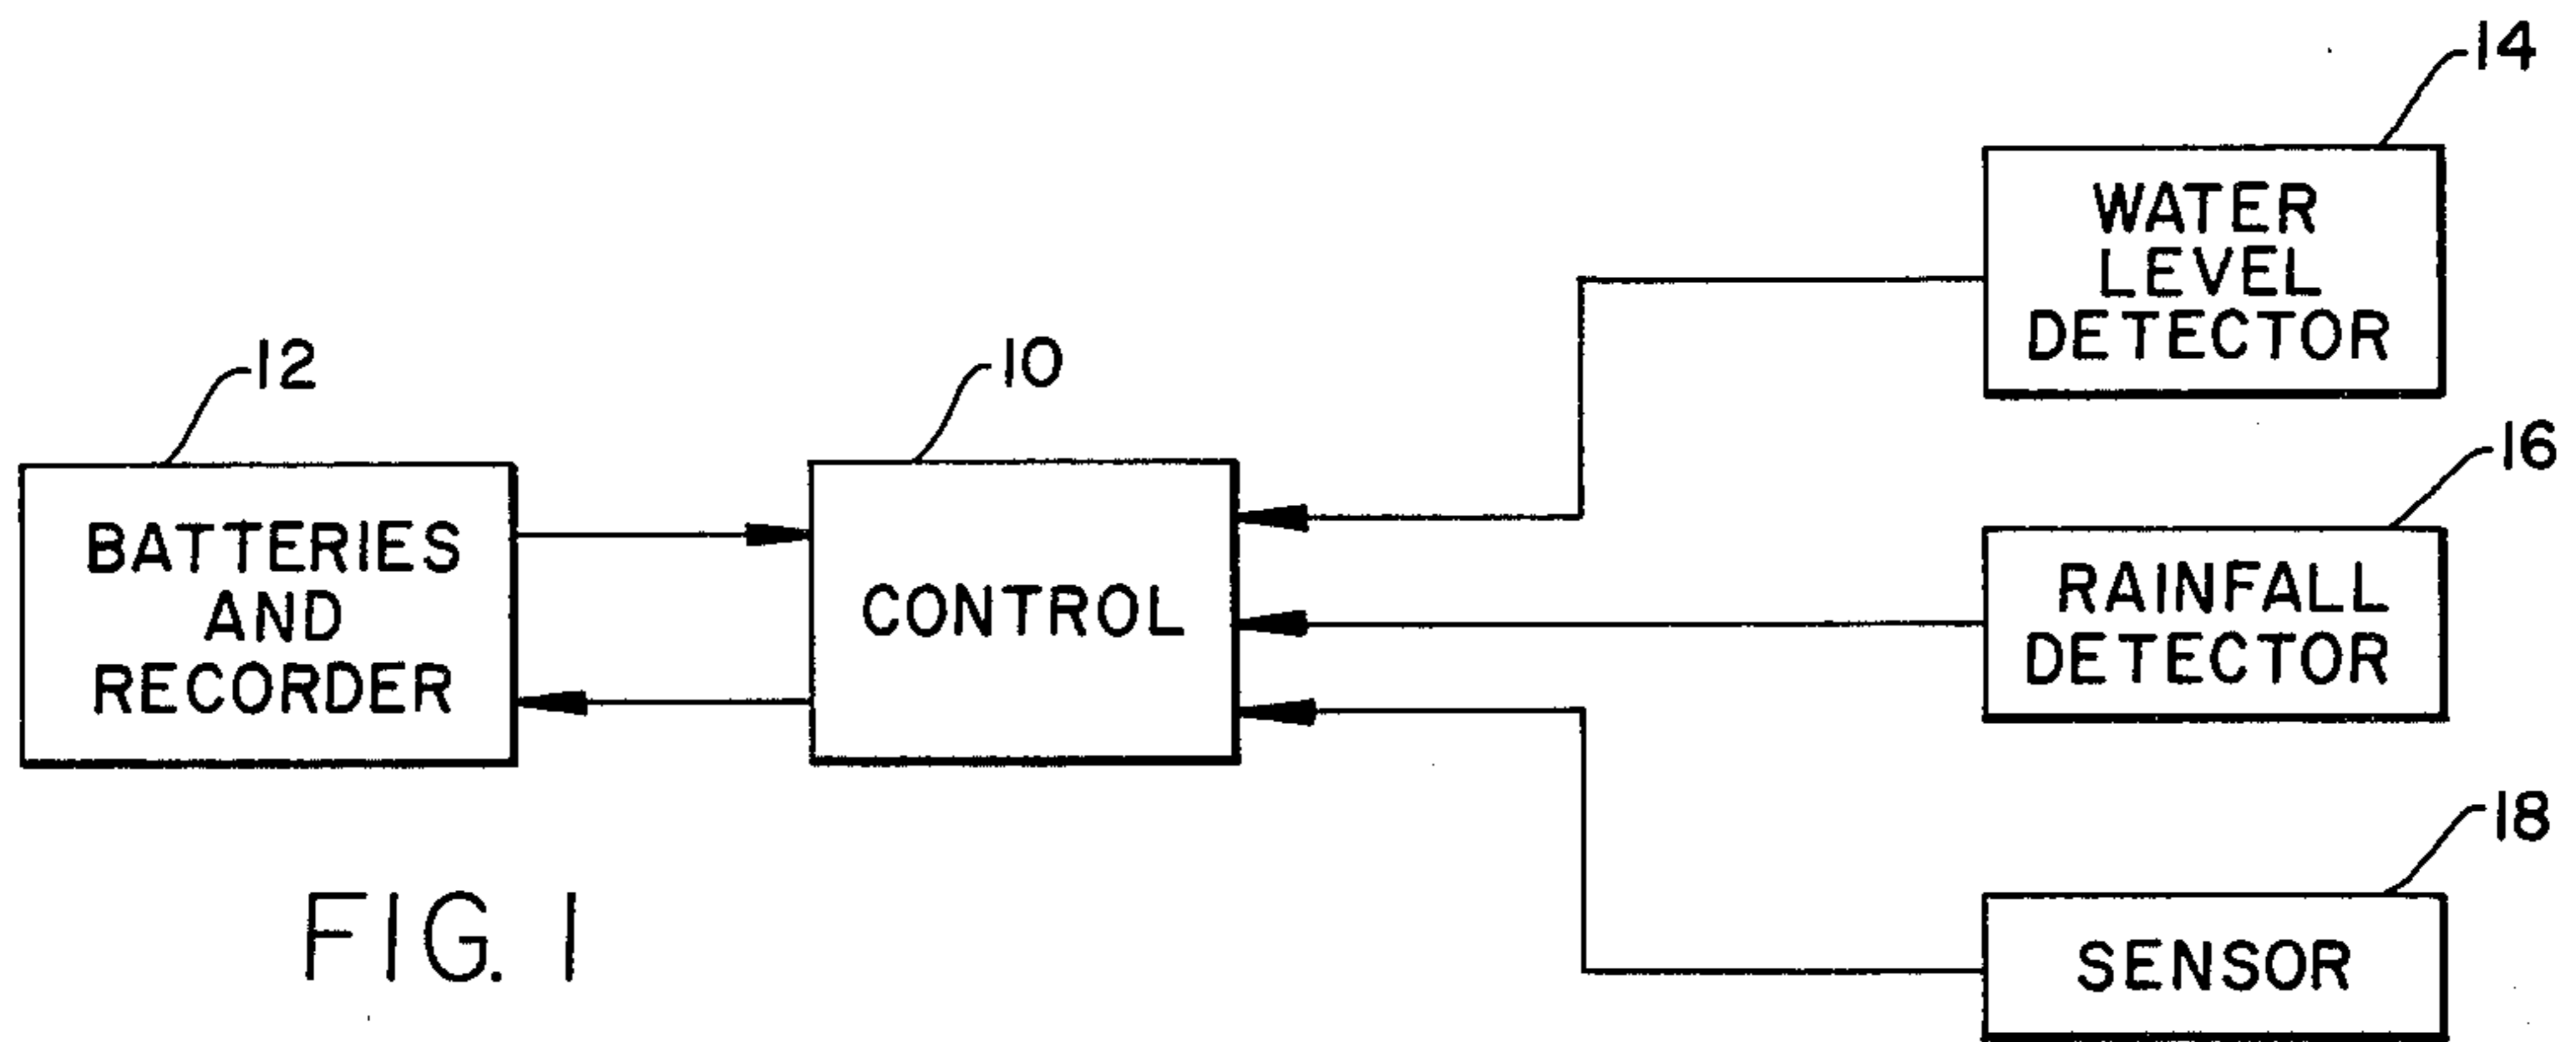 14
WATER
LEVEL
DETECTOR
12
10
16
BATTERIES
AND
RECORDER
CONTROL
RAINFALL
DETECTOR
18
SENSOR
FIG. 1